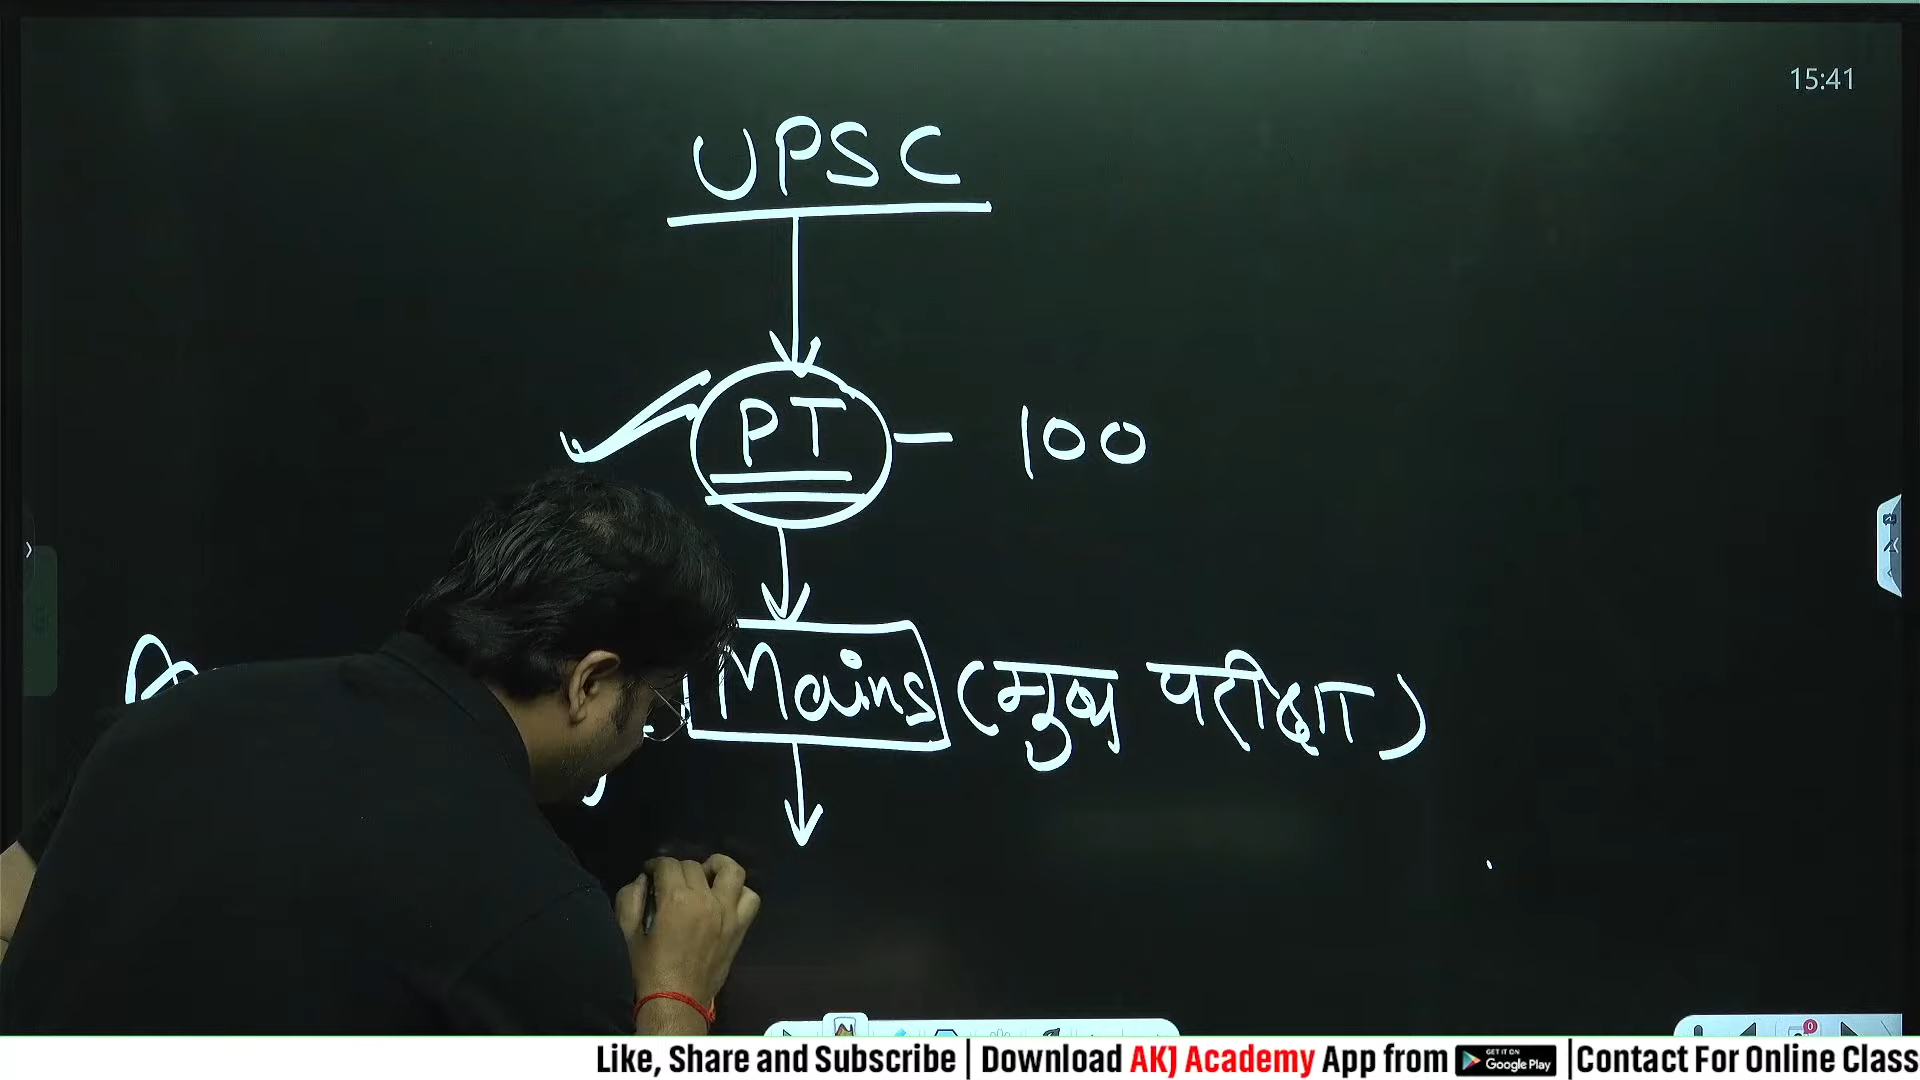 15:41
UPSC
PT - 100
Mains (मुख्य परीक्षा)
Like, Share and Subscribe | Download AKJ Academy App from GET IT ON Google Play | Contact For Online Class